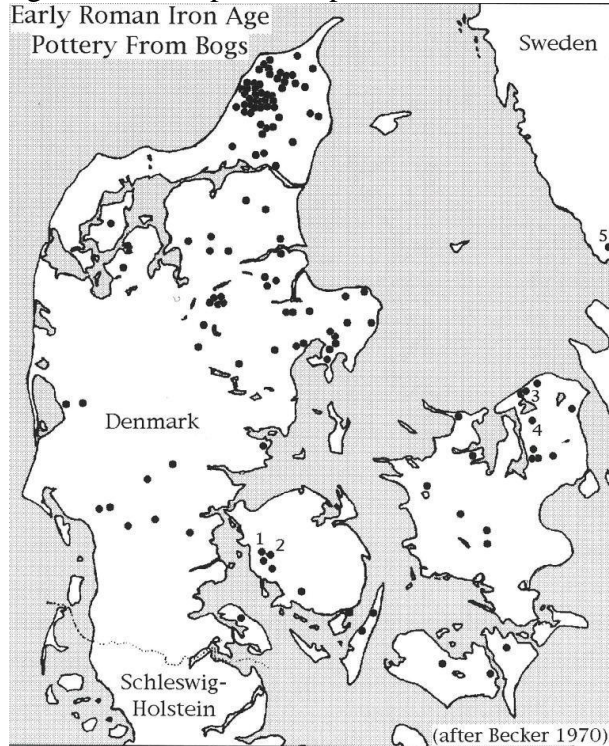 Early Roman Iron Age
Pottery From Bogs
Sweden
5
3
4
Denmark
1
2
Schleswig-
Holstein
(after Becker 1970)